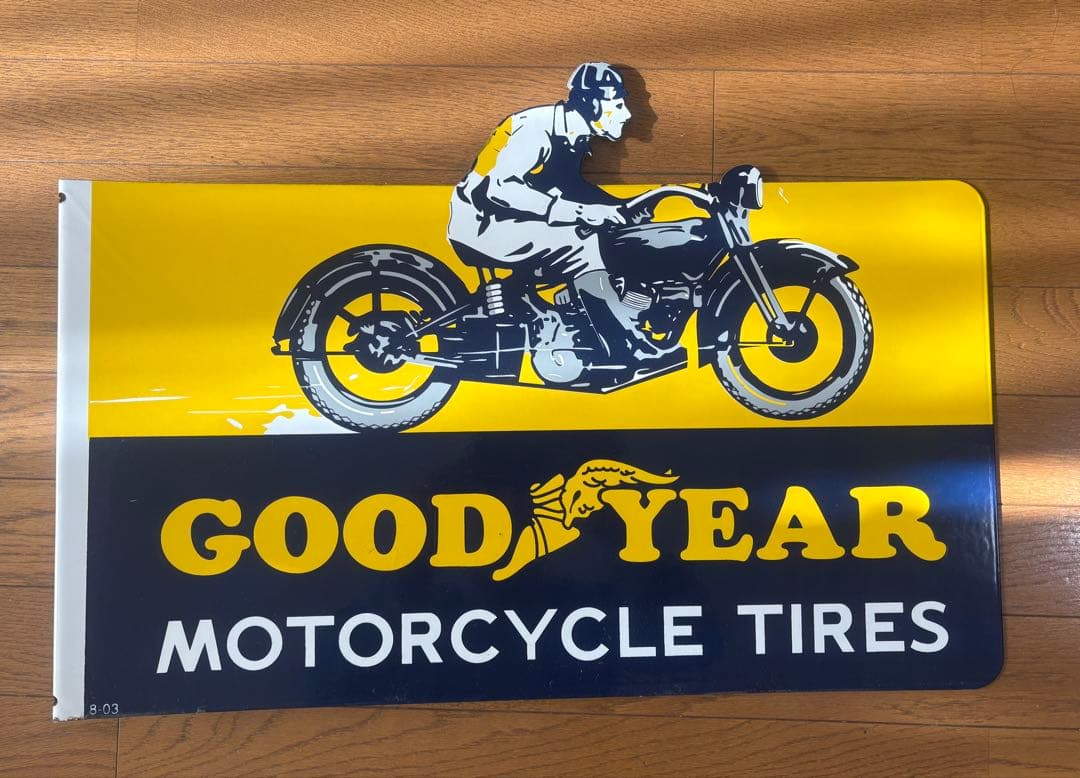 GOOD YEAR
MOTORCYCLE TIRES
8-03